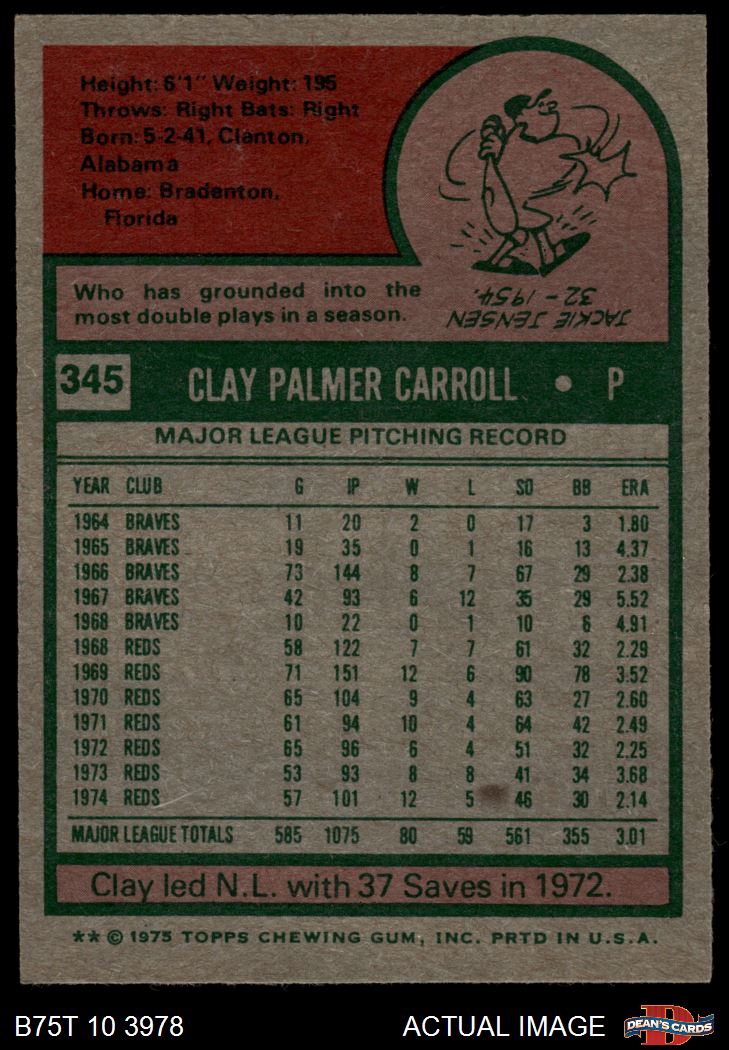 Height: 6'1" Weight: 195
Throws: Right Bats: Right
Born: 5-2-41, Clanton,
Alabama
Home: Bradenton,
Florida
Who has grounded into the
most double plays in a season.
JACKIE JENSEN
32 - 1954.
345 CLAY PALMER CARROLL • P
MAJOR LEAGUE PITCHING RECORD
YEAR CLUB G IP W L SO BB ERA
1964 BRAVES 11 20 2 0 17 3 1.80
1965 BRAVES 19 35 0 1 16 13 4.37
1966 BRAVES 73 144 8 7 67 29 2.38
1967 BRAVES 42 93 6 12 35 29 5.52
1968 BRAVES 10 22 0 1 10 6 4.91
1968 REDS 58 122 7 7 61 32 2.29
1969 REDS 71 151 12 6 90 78 3.52
1970 REDS 65 104 9 4 63 27 2.60
1971 REDS 61 94 10 4 64 42 2.49
1972 REDS 65 96 6 4 51 32 2.25
1973 REDS 53 93 8 8 41 34 3.68
1974 REDS 57 101 12 5 46 30 2.14
MAJOR LEAGUE TOTALS 585 1075 80 59 561 355 3.01
Clay led N.L. with 37 Saves in 1972.
** © 1975 TOPPS CHEWING GUM, INC. PRTD IN U.S.A.
B75T 10 3978 ACTUAL IMAGE
D
DEAN'S CARDS